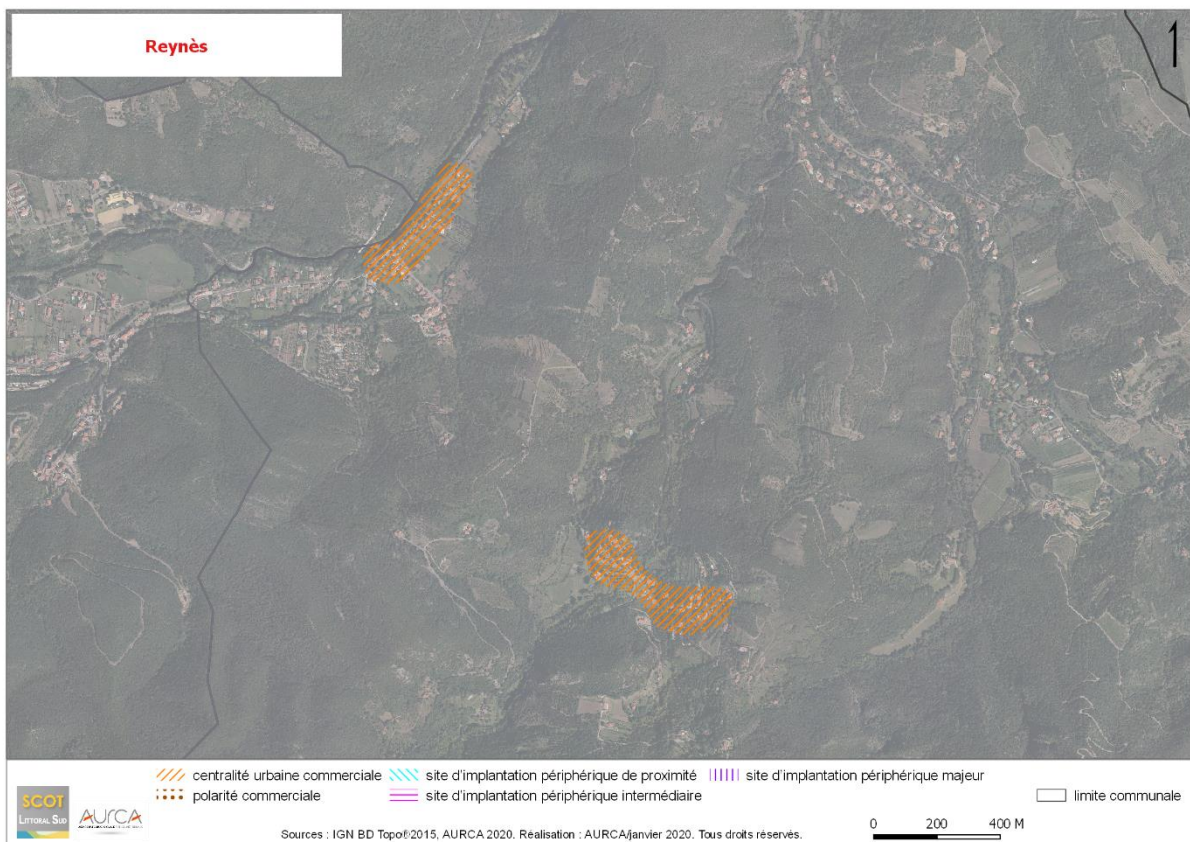 Reynès
centralité urbaine commerciale
site d'implantation périphérique de proximité
site d'implantation périphérique majeur
polarité commerciale
site d'implantation périphérique intermédiaire
limite communale
SCOT
LITTORAL SUD
AURCA
Sources : IGN BD Topo®2015, AURCA 2020. Réalisation : AURCA/janvier 2020. Tous droits réservés.
0 200 400 M